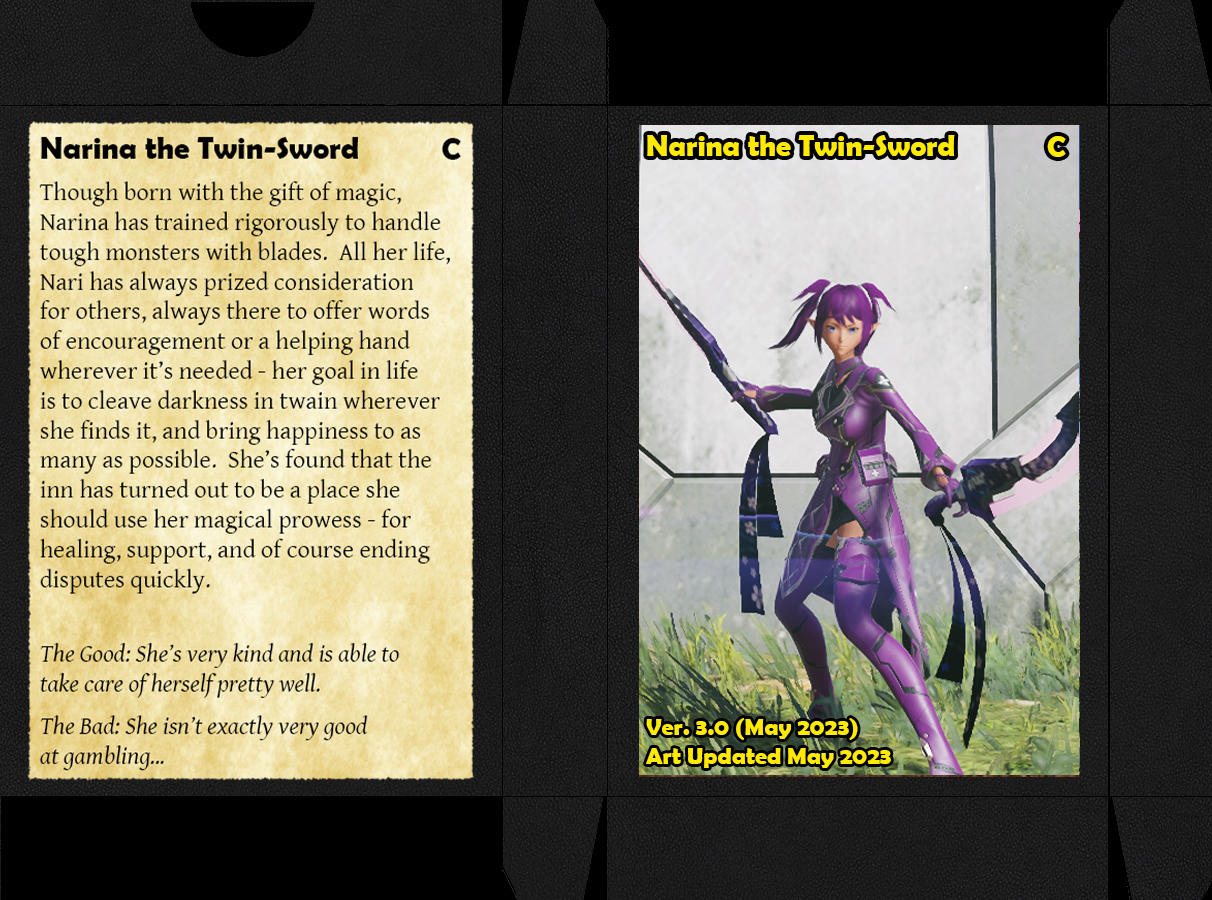 Narina the Twin-Sword C
Though born with the gift of magic,
Narina has trained rigorously to handle
tough monsters with blades.  All her life,
Nari has always prized consideration
for others, always there to offer words
of encouragement or a helping hand
wherever it’s needed - her goal in life
is to cleave darkness in twain wherever
she finds it, and bring happiness to as
many as possible.  She’s found that the
inn has turned out to be a place she
should use her magical prowess - for
healing, support, and of course ending
disputes quickly.
The Good: She’s very kind and is able to
take care of herself pretty well.
The Bad: She isn’t exactly very good
at gambling...
Narina the Twin-Sword C
Ver. 3.0 (May 2023)
Art Updated May 2023